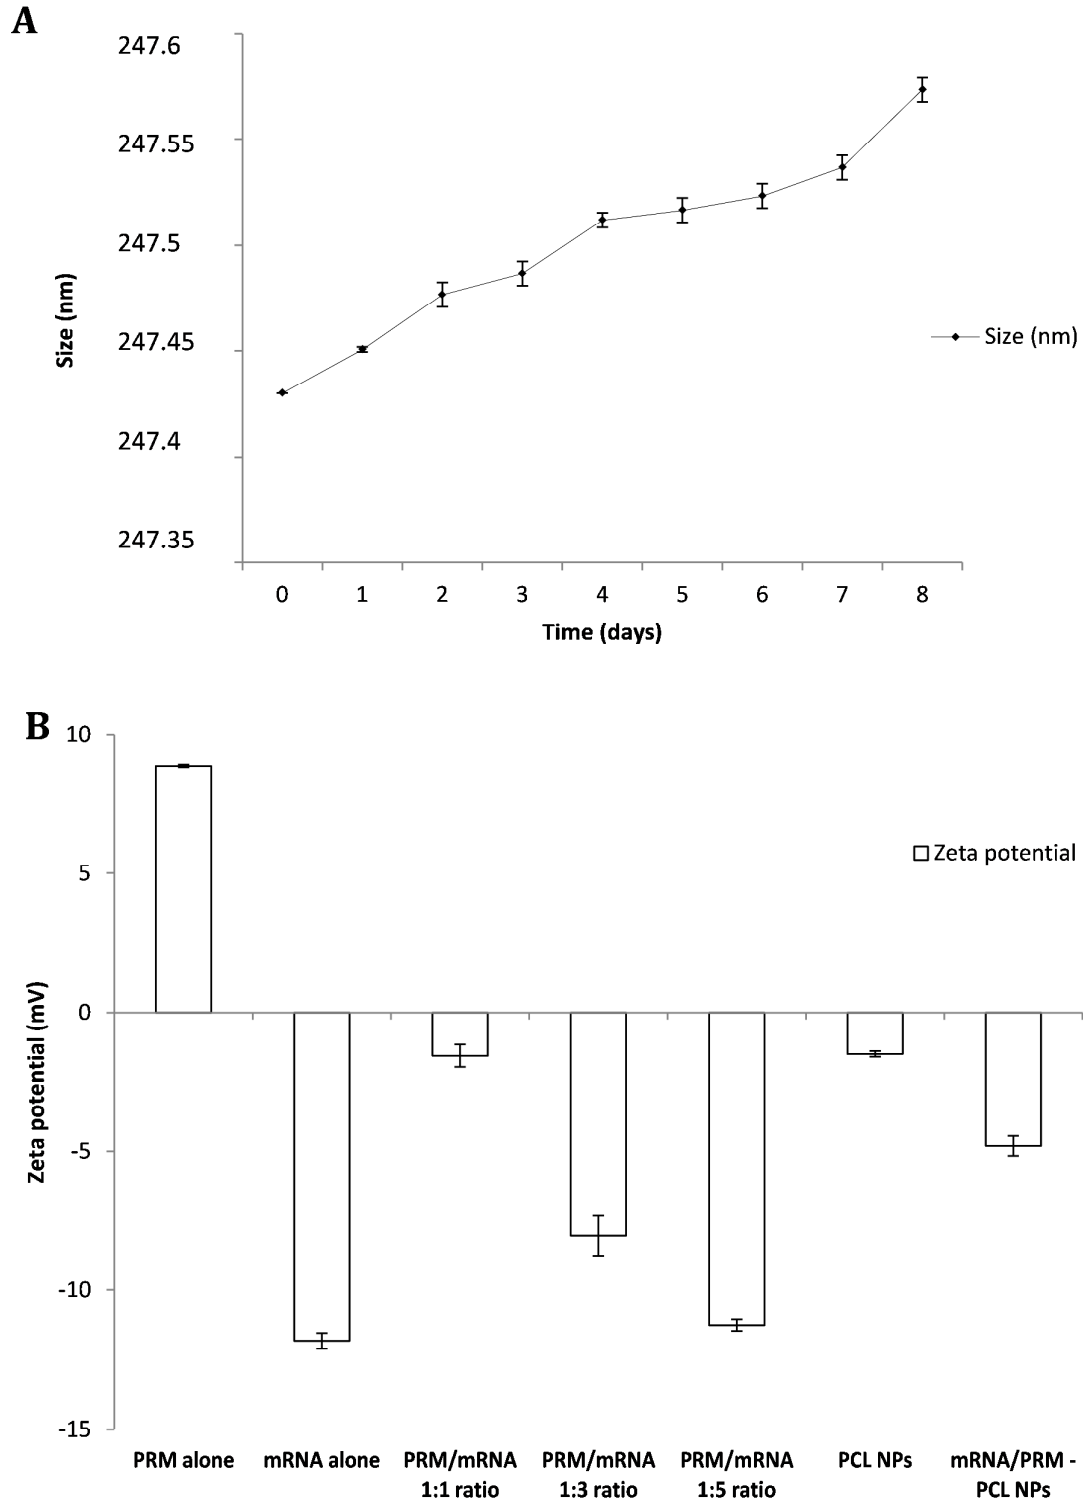 A
247.6
247.55
247.5
247.45
247.4
247.35
Size (nm)
Size (nm)
0 1 2 3 4 5 6 7 8
Time (days)
B
10
5
0
-5
-10
-15
Zeta potential (mV)
Zeta potential
PRM alone mRNA alone PRM/mRNA PRM/mRNA PRM/mRNA PCL NPs mRNA/PRM -
1:1 ratio 1:3 ratio 1:5 ratio PCL NPs